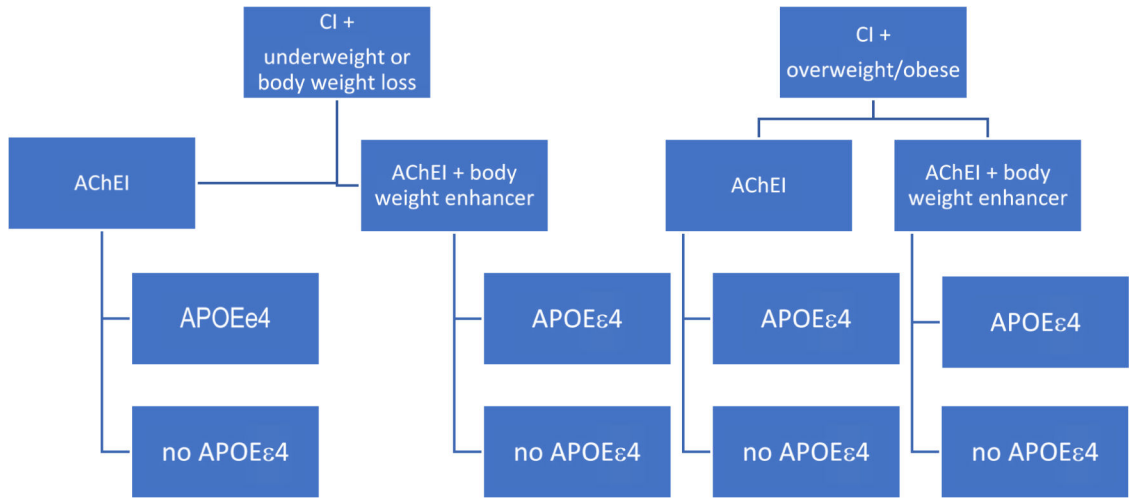 CI +
underweight or
body weight loss
CI +
overweight/obese
AChEI
AChEI + body
weight enhancer
AChEI
AChEI + body
weight enhancer
APOEe4
APOEε4
APOEε4
APOEε4
no APOEε4
no APOEε4
no APOEε4
no APOEε4